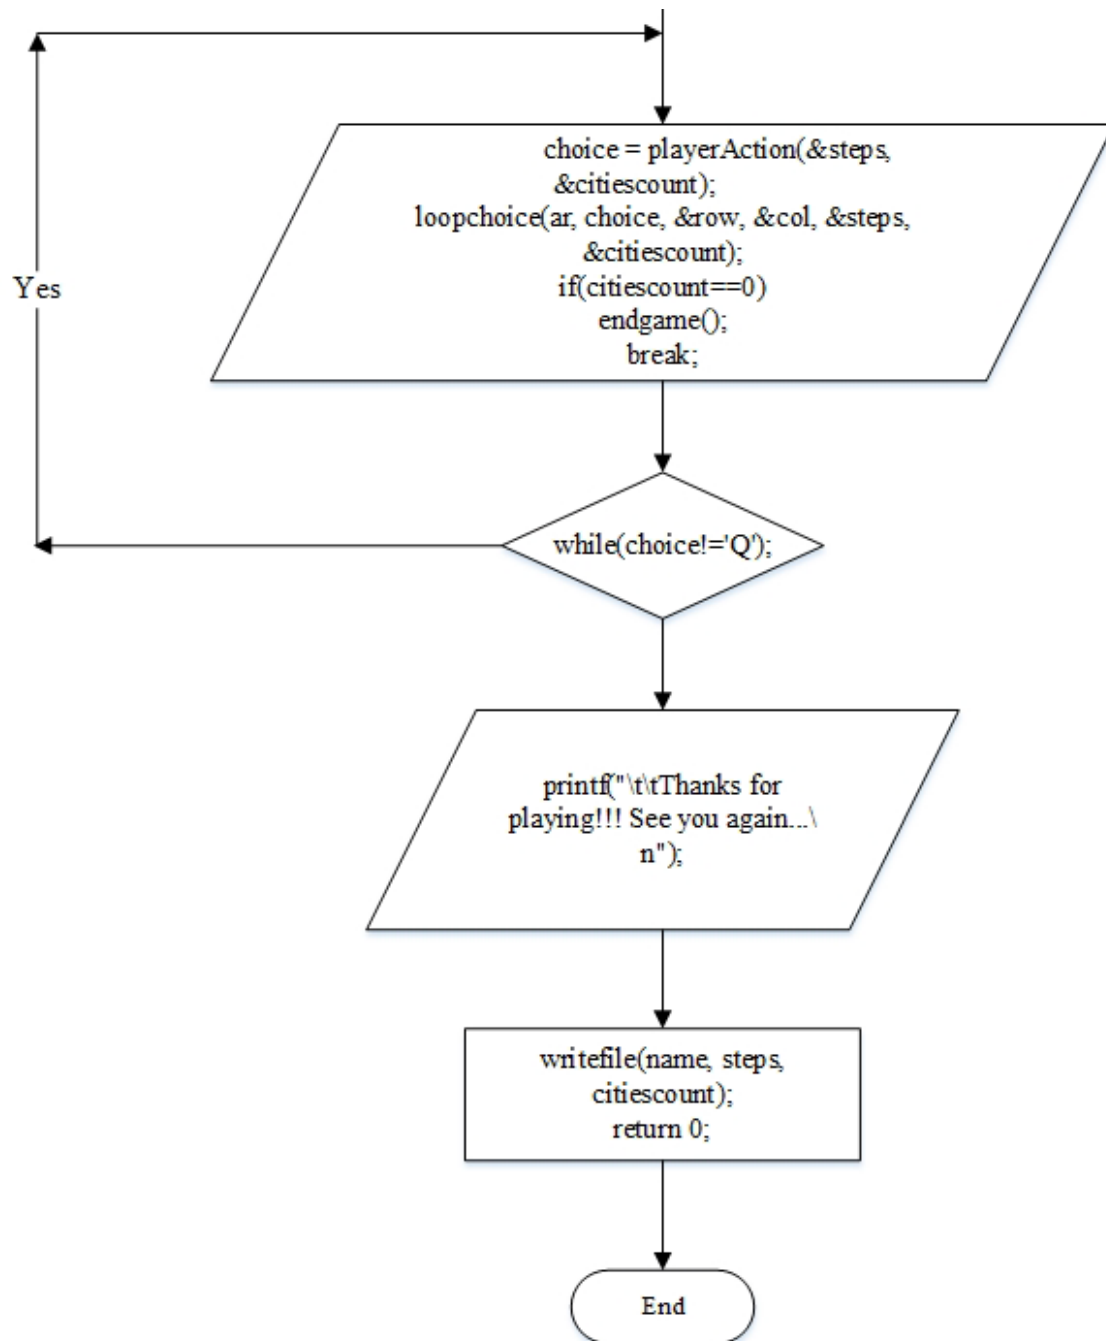 choice = playerAction(&steps,
&citiescount);
loopchoice(ar, choice, &row, &col, &steps,
&citiescount);
if(citiescount==0)
endgame();
break;
Yes
while(choice!='Q');
printf("\t\tThanks for
playing!!! See you again...\
n");
writefile(name, steps,
citiescount);
return 0;
End